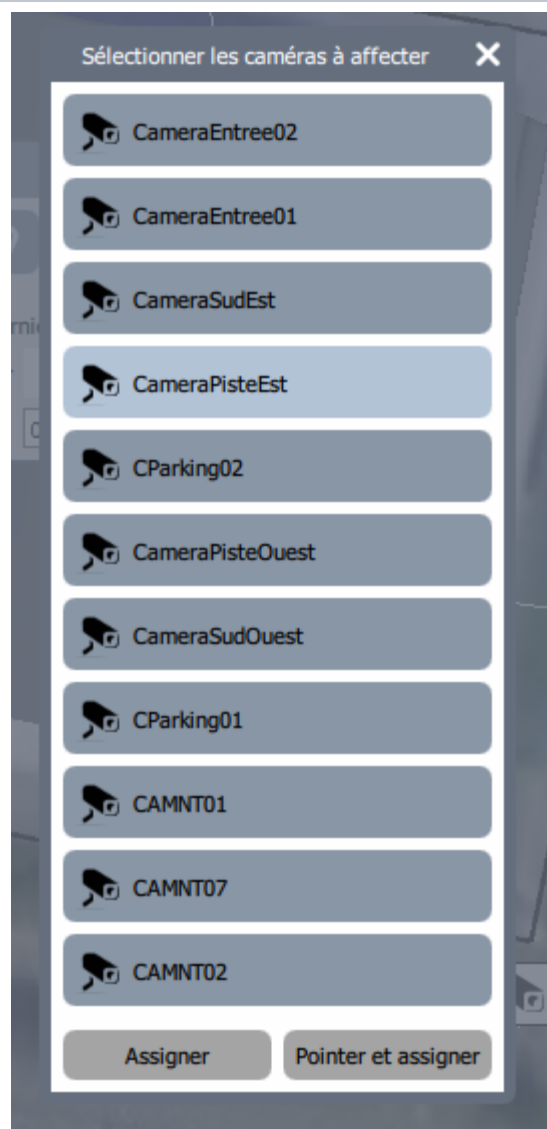 Sélectionner les caméras à affecter
CameraEntree02
CameraEntree01
CameraSudEst
CameraPisteEst
CParking02
CameraPisteOuest
CameraSudOuest
CParking01
CAMNT01
CAMNT07
CAMNT02
Assigner
Pointer et assigner